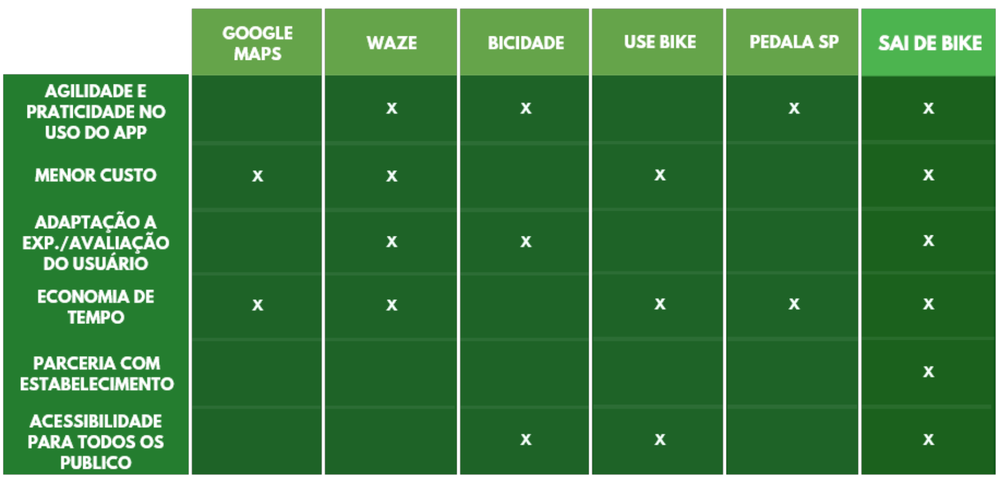 GOOGLE
MAPS
WAZE
BICIDADE
USE BIKE
PEDALA SP
SAI DE BIKE
AGILIDADE E
PRATICIDADE NO
USO DO APP
X X X X
MENOR CUSTO
X X X X
ADAPTAÇÃO A
EXP./AVALIAÇÃO
DO USUÁRIO
X X X
ECONOMIA DE
TEMPO
X X X X X
PARCERIA COM
ESTABELECIMENTO
X
ACESSIBILIDADE
PARA TODOS OS
PUBLICO
X X X